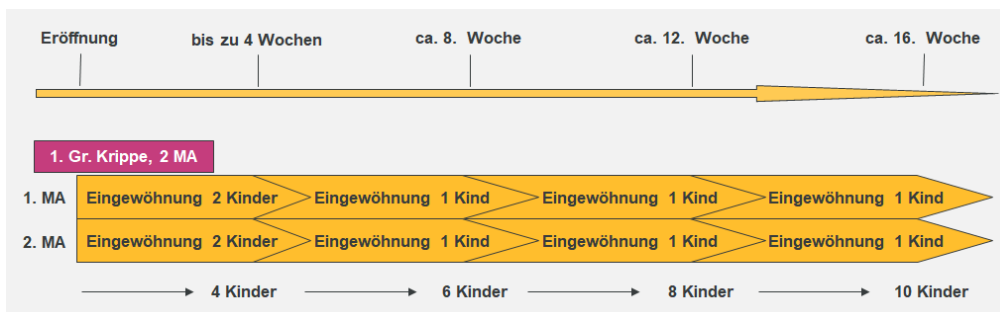 Eröffnung bis zu 4 Wochen ca. 8. Woche ca. 12. Woche ca. 16. Woche
1. Gr. Krippe, 2 MA
1. MA Eingewöhnung 2 Kinder Eingewöhnung 1 Kind Eingewöhnung 1 Kind Eingewöhnung 1 Kind
2. MA Eingewöhnung 2 Kinder Eingewöhnung 1 Kind Eingewöhnung 1 Kind Eingewöhnung 1 Kind
4 Kinder 6 Kinder 8 Kinder 10 Kinder